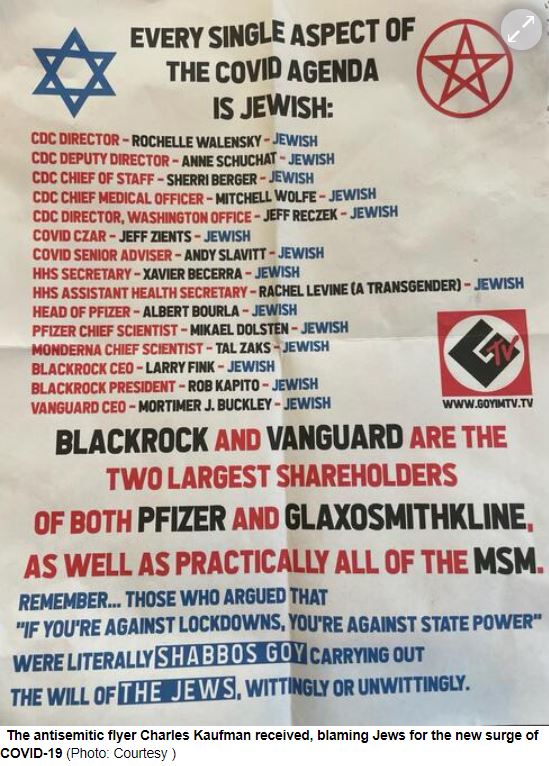 EVERY SINGLE ASPECT OF
THE COVID AGENDA
IS JEWISH:
CDC DIRECTOR - ROCHELLE WALENSKY - JEWISH
CDC DEPUTY DIRECTOR - ANNE SCHUCHAT - JEWISH
CDC CHIEF OF STAFF - SHERRI BERGER - JEWISH
CDC CHIEF MEDICAL OFFICER - MITCHELL WOLFE - JEWISH
CDC DIRECTOR, WASHINGTON OFFICE - JEFF RECZEK - JEWISH
COVID CZAR - JEFF ZIENTS - JEWISH
COVID SENIOR ADVISER - ANDY SLAVITT - JEWISH
HHS SECRETARY - XAVIER BECERRA - JEWISH
HHS ASSISTANT HEALTH SECRETARY - RACHEL LEVINE (A TRANSGENDER) - JEWISH
HEAD OF PFIZER - ALBERT BOURLA - JEWISH
PFIZER CHIEF SCIENTIST - MIKAEL DOLSTEN - JEWISH
MONDERNA CHIEF SCIENTIST - TAL ZAKS - JEWISH
BLACKROCK CEO - LARRY FINK - JEWISH
BLACKROCK PRESIDENT - ROB KAPITO - JEWISH
VANGUARD CEO - MORTIMER J. BUCKLEY - JEWISH
GTV
WWW.GOYIMTV.TV
BLACKROCK AND VANGUARD ARE THE
TWO LARGEST SHAREHOLDERS
OF BOTH PFIZER AND GLAXOSMITHKLINE,
AS WELL AS PRACTICALLY ALL OF THE MSM.
REMEMBER... THOSE WHO ARGUED THAT
"IF YOU'RE AGAINST LOCKDOWNS, YOU'RE AGAINST STATE POWER"
WERE LITERALLY SHABBOS GOY CARRYING OUT
THE WILL OF THE JEWS, WITTINGLY OR UNWITTINGLY.
The antisemitic flyer Charles Kaufman received, blaming Jews for the new surge of
COVID-19 (Photo: Courtesy )